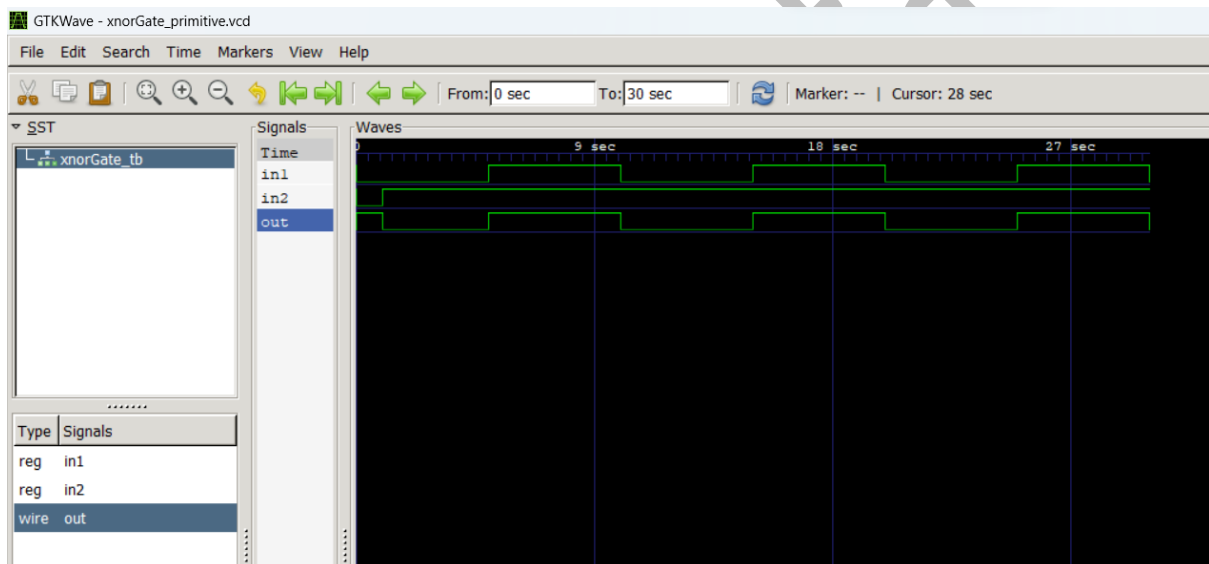 GTKWave - xnorGate_primitive.vcd
File Edit Search Time Markers View Help
From: 0 sec To: 30 sec Marker: -- | Cursor: 28 sec
SST
xnorGate_tb
Type Signals
reg in1
reg in2
wire out
Signals
Time
in1
in2
out
Waves
0 9 sec 18 sec 27 sec